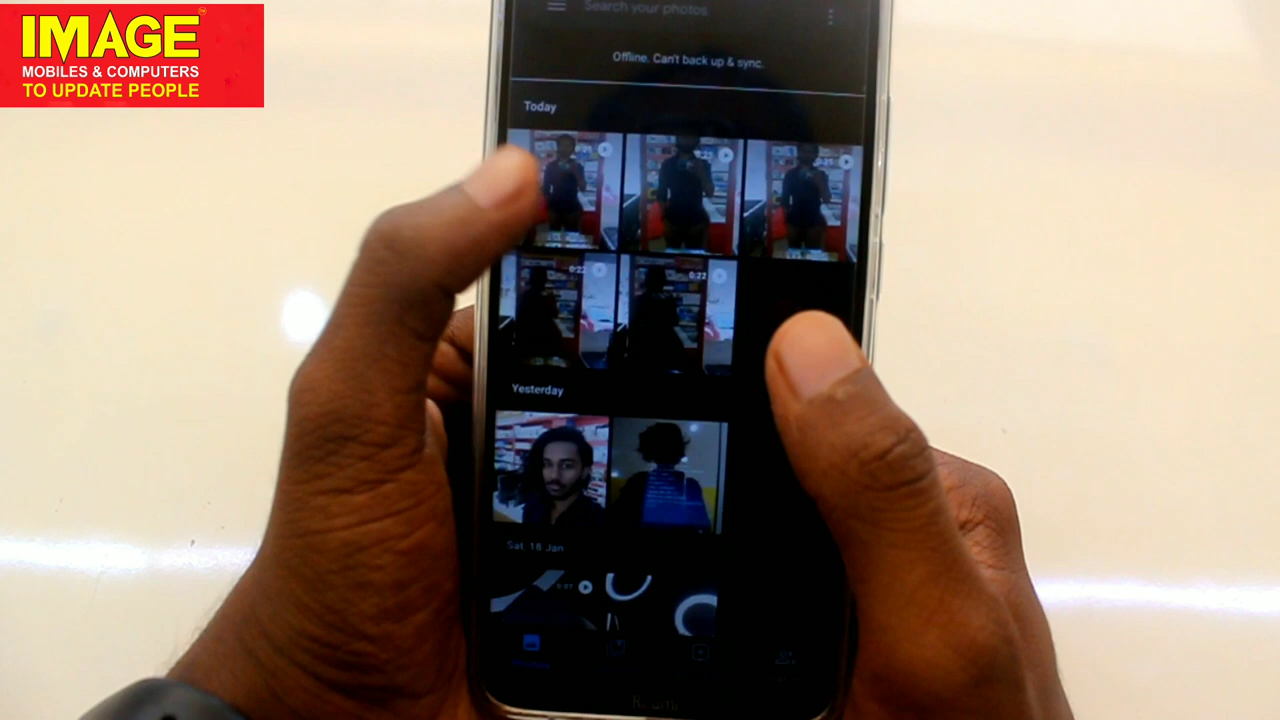 IMAGE
TM
MOBILES & COMPUTERS
TO UPDATE PEOPLE
Search your photos
Offline. Can't back up & sync.
Today
0:22
0:22
Yesterday
Sat, 18 Jan